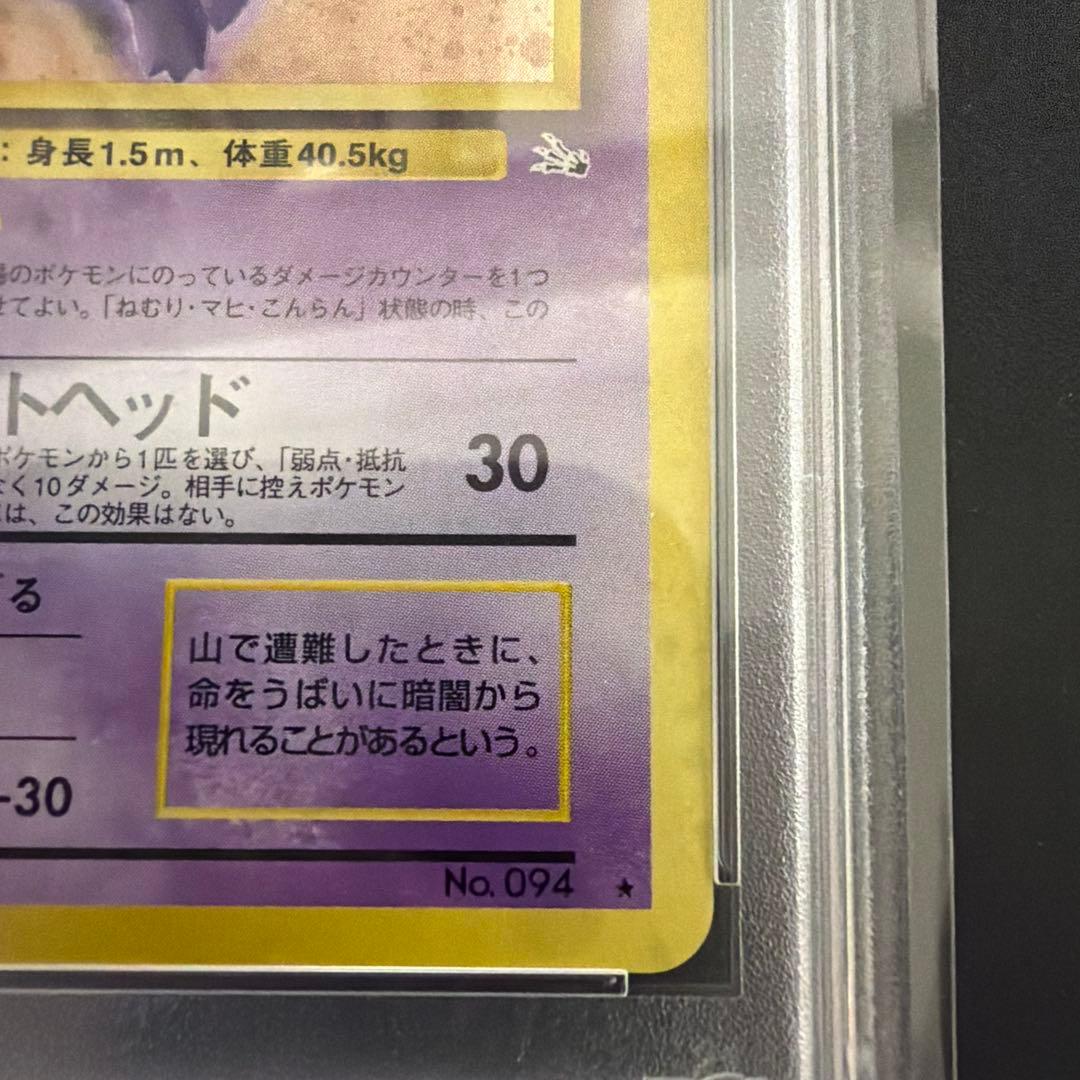 ：身長1.5m、体重40.5kg
のポケモンにのっているダメージカウンターを1つ
せてよい。「ねむり・マヒ・こんらん」状態の時、この
トヘッド
ポケモンから1匹を選び、「弱点・抵抗
なく10ダメージ。相手に控えポケモン
は、この効果はない。
30
る
山で遭難したときに、
命をうばいに暗闇から
現れることがあるという。
-30
No. 094 ★